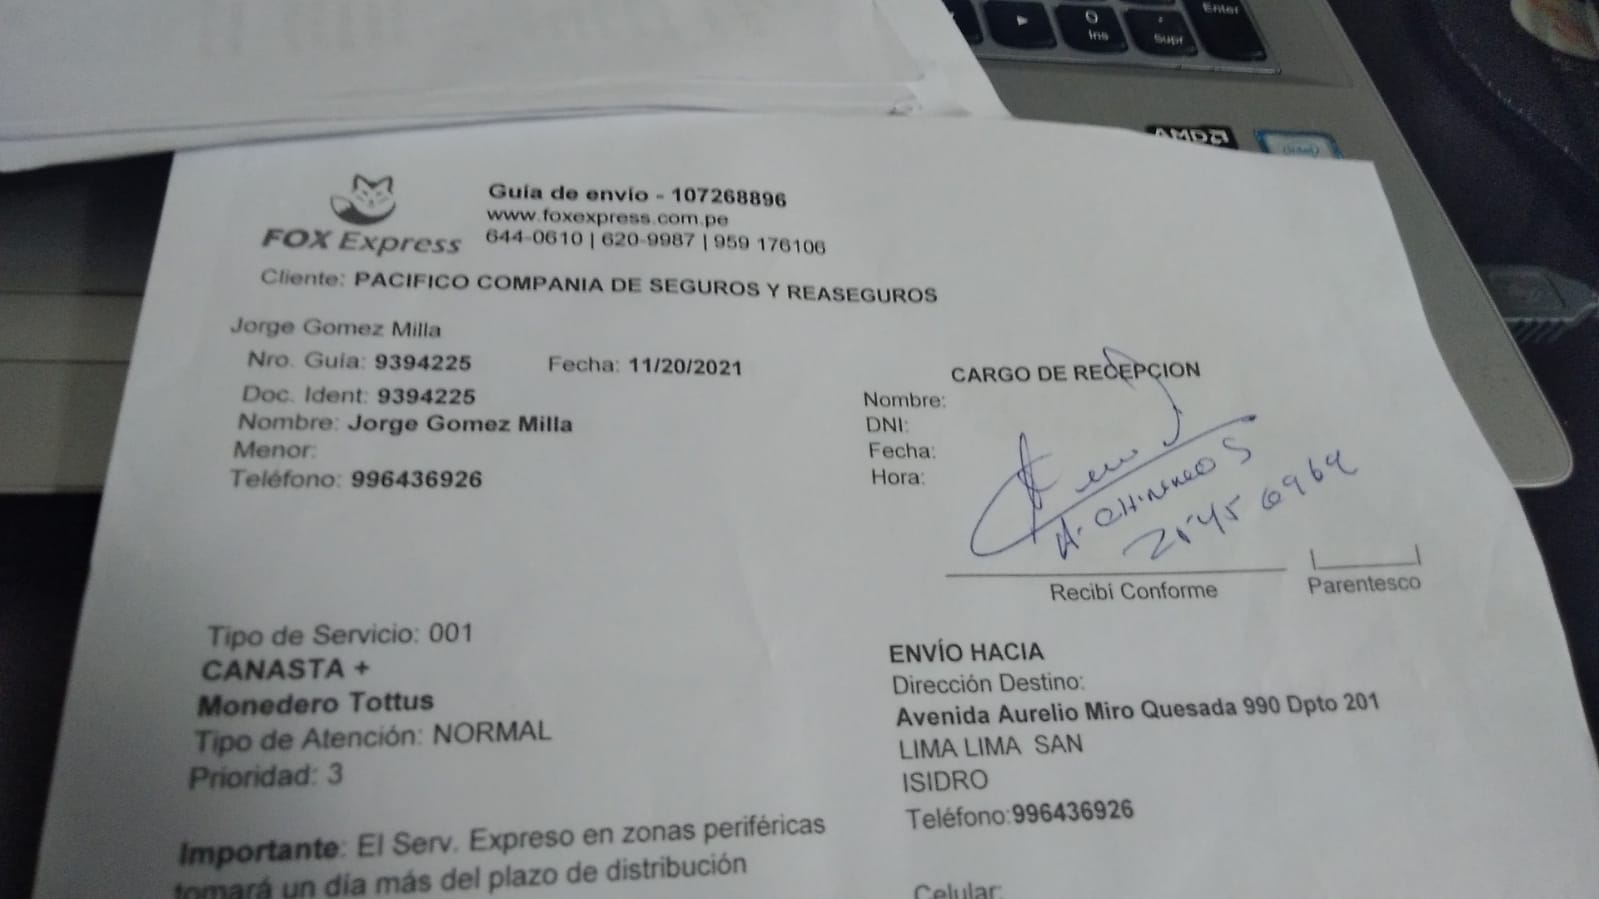 Enter
Ins
Supr
AMD
Guía de envío - 107268896
www.foxexpress.com.pe
FOX Express
644-0610 | 620-9987 | 959 176106
Cliente: PACIFICO COMPANIA DE SEGUROS Y REASEGUROS
Jorge Gomez Milla
Nro. Guía: 9394225 Fecha: 11/20/2021
Doc. Ident: 9394225
Nombre: Jorge Gomez Milla
Menor:
Teléfono: 996436926
CARGO DE RECEPCION
Nombre:
DNI:
Fecha:
Hora:
Recibí Conforme
Parentesco
Tipo de Servicio: 001
CANASTA +
Monedero Tottus
Tipo de Atención: NORMAL
Prioridad: 3
Importante: El Serv. Expreso en zonas periféricas
tomará un día más del plazo de distribución
ENVÍO HACIA
Dirección Destino:
Avenida Aurelio Miro Quesada 990 Dpto 201
LIMA LIMA SAN
ISIDRO
Teléfono:996436926
Celular: